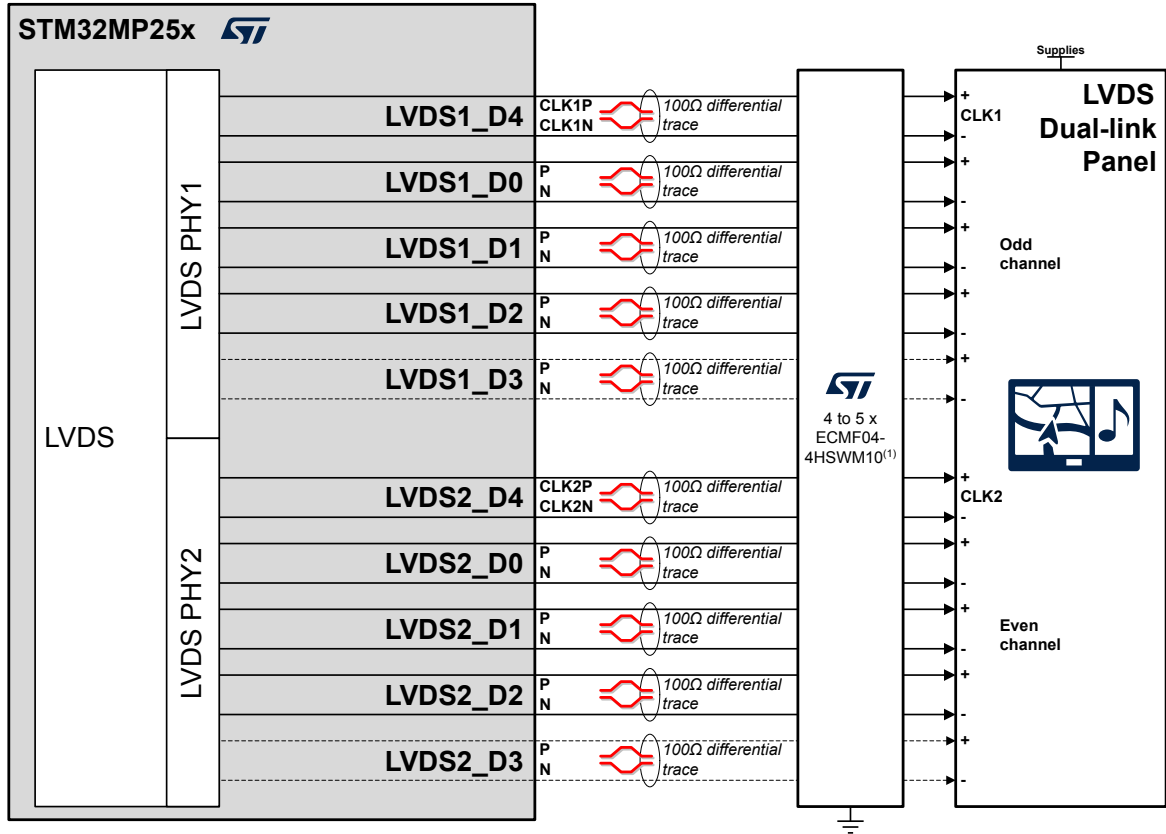 STM32MP25x
Supplies
LVDS
LVDS PHY1
LVDS PHY2
LVDS1_D4
CLK1P
CLK1N
100Ω differential
trace
LVDS1_D0
P
N
100Ω differential
trace
LVDS1_D1
P
N
100Ω differential
trace
LVDS1_D2
P
N
100Ω differential
trace
LVDS1_D3
P
N
100Ω differential
trace
LVDS2_D4
CLK2P
CLK2N
100Ω differential
trace
LVDS2_D0
P
N
100Ω differential
trace
LVDS2_D1
P
N
100Ω differential
trace
LVDS2_D2
P
N
100Ω differential
trace
LVDS2_D3
P
N
100Ω differential
trace
ST
4 to 5 x
ECMF04-
4HSWM10(1)
LVDS
Dual-link
Panel
+
CLK1
-
+
-
+
Odd
channel
-
+
-
+
-
+
CLK2
-
+
-
+
Even
channel
-
+
-
+
-